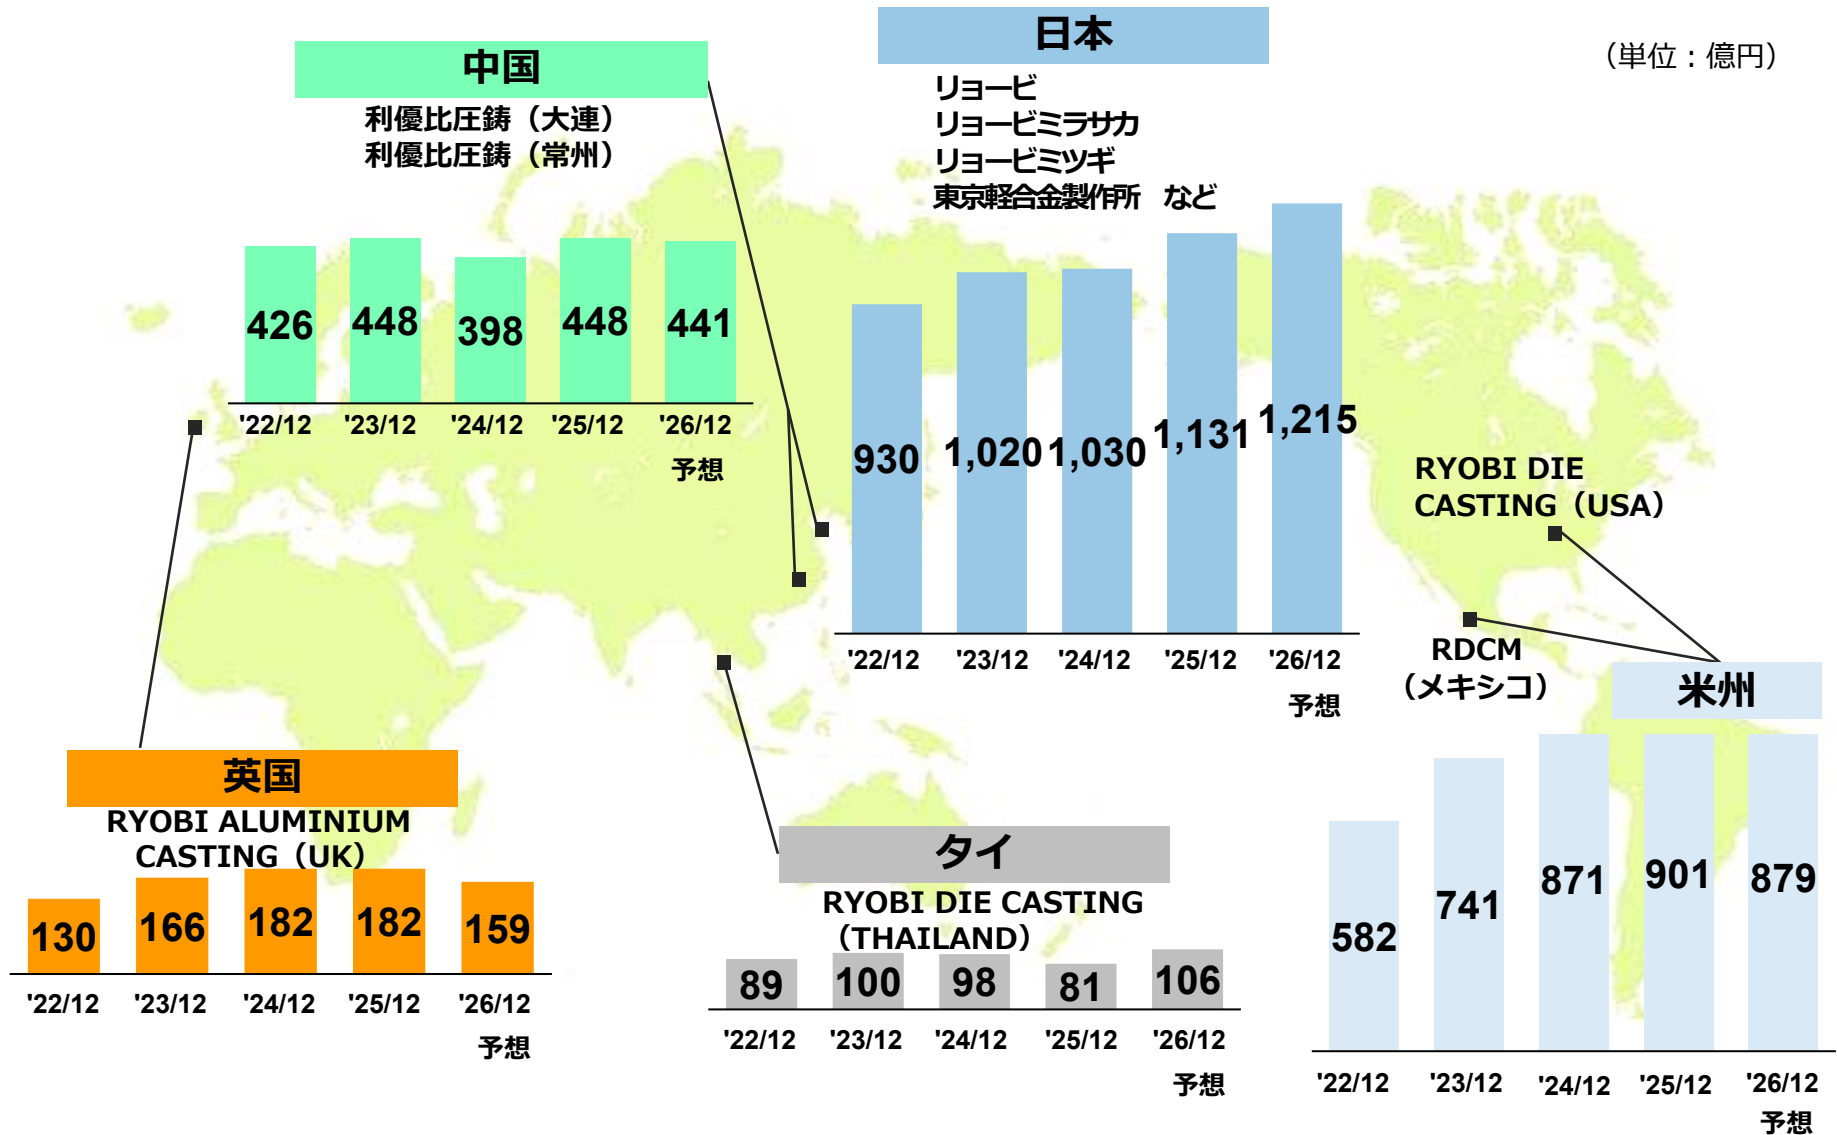 (単位：億円)
中国
利優比圧鋳（大連）
利優比圧鋳（常州）
426 448 398 448 441
'22/12 '23/12 '24/12 '25/12 '26/12
予想
日本
リョービ
リョービミラサカ
リョービミツギ
東京軽合金製作所　など
930 1,020 1,030 1,131 1,215
'22/12 '23/12 '24/12 '25/12 '26/12
予想
RYOBI DIE
CASTING（USA）
RDCM
（メキシコ）
米州
582 741 871 901 879
'22/12 '23/12 '24/12 '25/12 '26/12
予想
英国
RYOBI ALUMINIUM
CASTING（UK）
130 166 182 182 159
'22/12 '23/12 '24/12 '25/12 '26/12
予想
タイ
RYOBI DIE CASTING
（THAILAND）
89 100 98 81 106
'22/12 '23/12 '24/12 '25/12 '26/12
予想